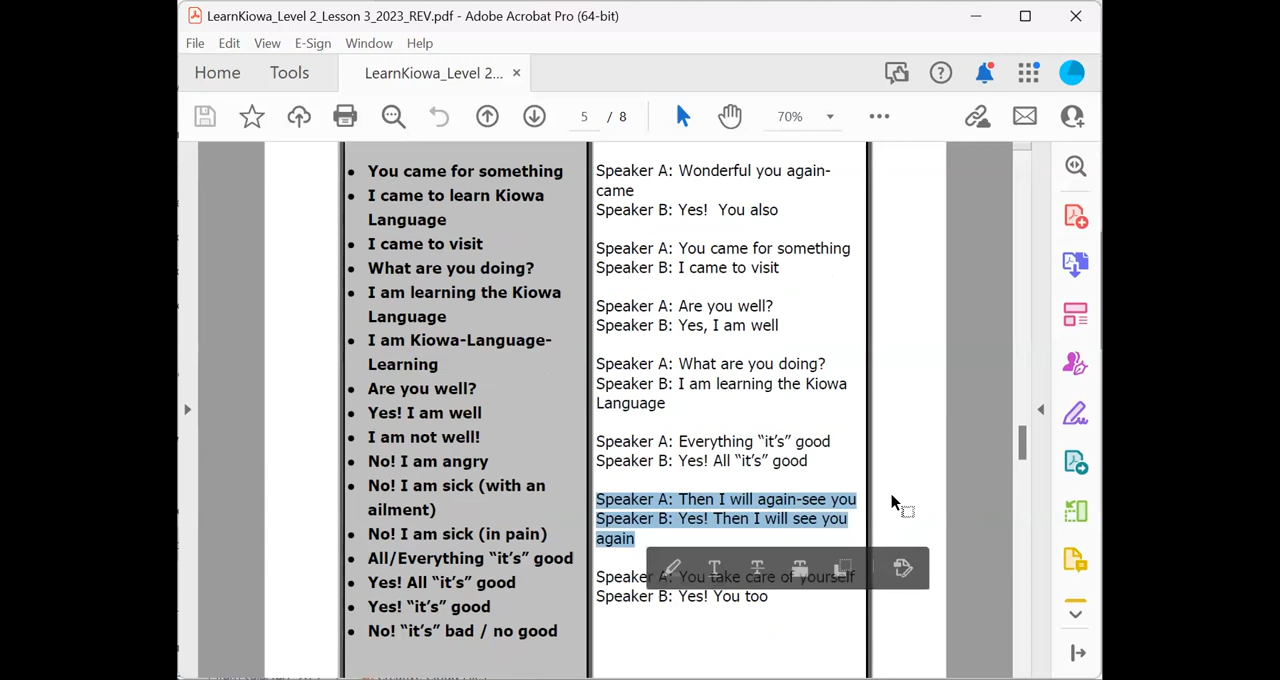 LearnKiowa_Level 2_Lesson 3_2023_REV.pdf - Adobe Acrobat Pro (64-bit)
File Edit View E-Sign Window Help
Home Tools LearnKiowa_Level 2...
5 / 8 70%
• You came for something
• I came to learn Kiowa
Language
• I came to visit
• What are you doing?
• I am learning the Kiowa
Language
• I am Kiowa-Language-
Learning
• Are you well?
• Yes! I am well
• I am not well!
• No! I am angry
• No! I am sick (with an
ailment)
• No! I am sick (in pain)
• All/Everything “it’s” good
• Yes! All “it’s” good
• Yes! “it’s” good
• No! “it’s” bad / no good
Speaker A: Wonderful you again-
came
Speaker B: Yes!  You also
Speaker A: You came for something
Speaker B: I came to visit
Speaker A: Are you well?
Speaker B: Yes, I am well
Speaker A: What are you doing?
Speaker B: I am learning the Kiowa
Language
Speaker A: Everything “it’s” good
Speaker B: Yes! All “it’s” good
Speaker A: Then I will again-see you
Speaker B: Yes! Then I will see you
again
Speaker A: You take care of yourself
Speaker B: Yes! You too